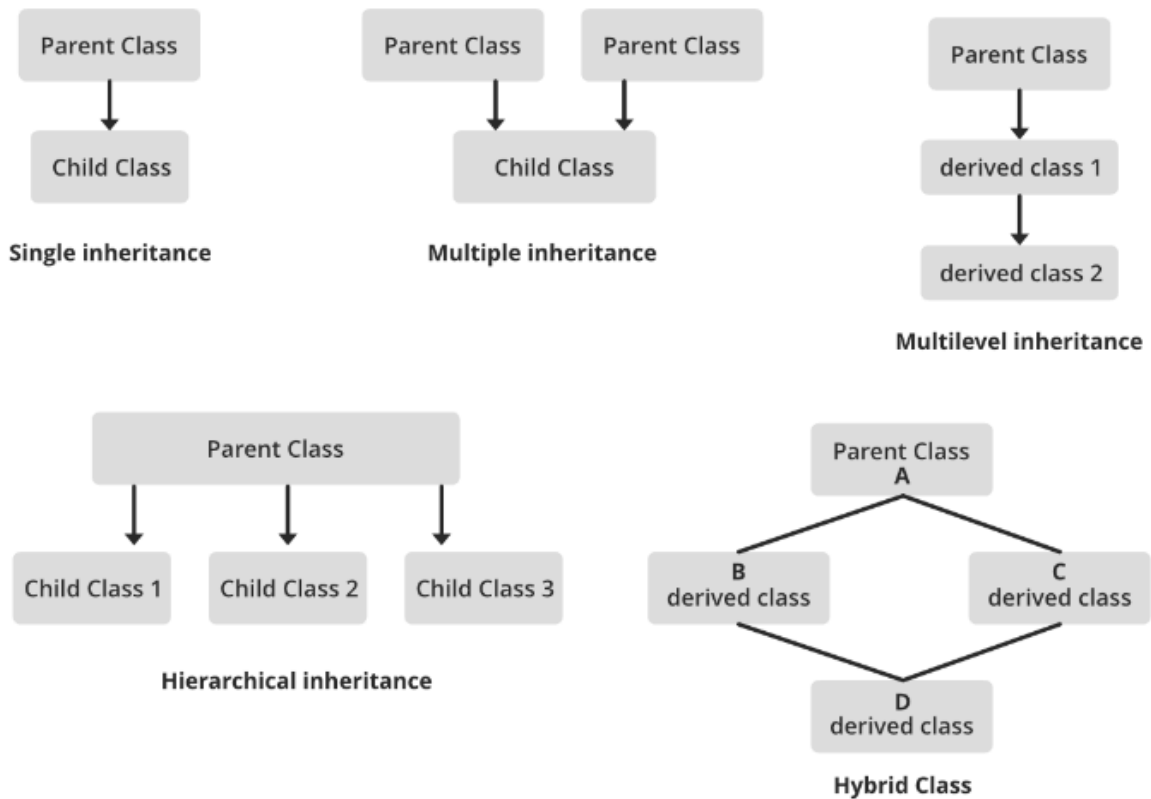 Parent Class
Child Class
Single inheritance
Parent Class
Parent Class
Child Class
Multiple inheritance
Parent Class
derived class 1
derived class 2
Multilevel inheritance
Parent Class
Child Class 1
Child Class 2
Child Class 3
Hierarchical inheritance
Parent Class
A
B
derived class
C
derived class
D
derived class
Hybrid Class